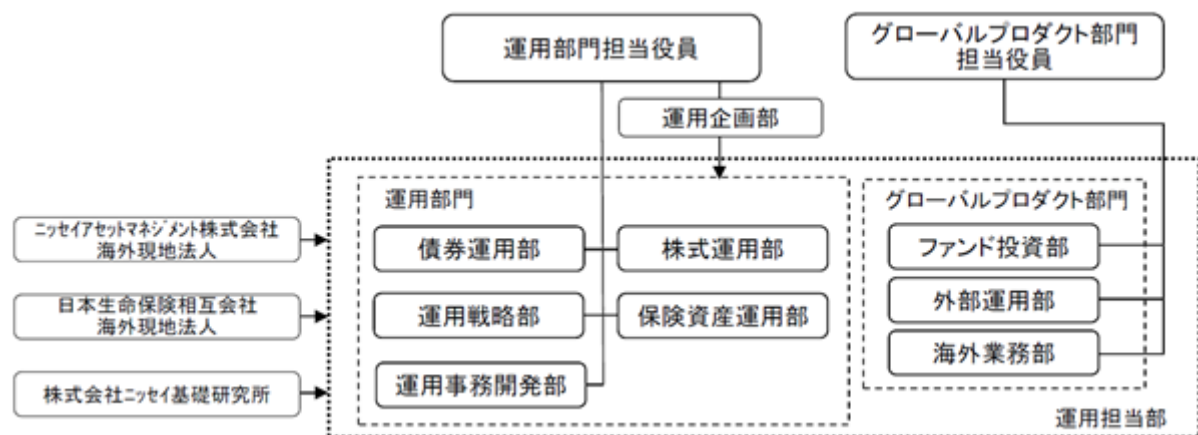 運用部門担当役員
グローバルプロダクト部門
担当役員
運用企画部
運用部門
グローバルプロダクト部門
ニッセイアセットマネジメント株式会社
海外現地法人
債券運用部
株式運用部
ファンド投資部
日本生命保険相互会社
海外現地法人
運用戦略部
保険資産運用部
外部運用部
海外業務部
株式会社ニッセイ基礎研究所
運用事務開発部
運用担当部